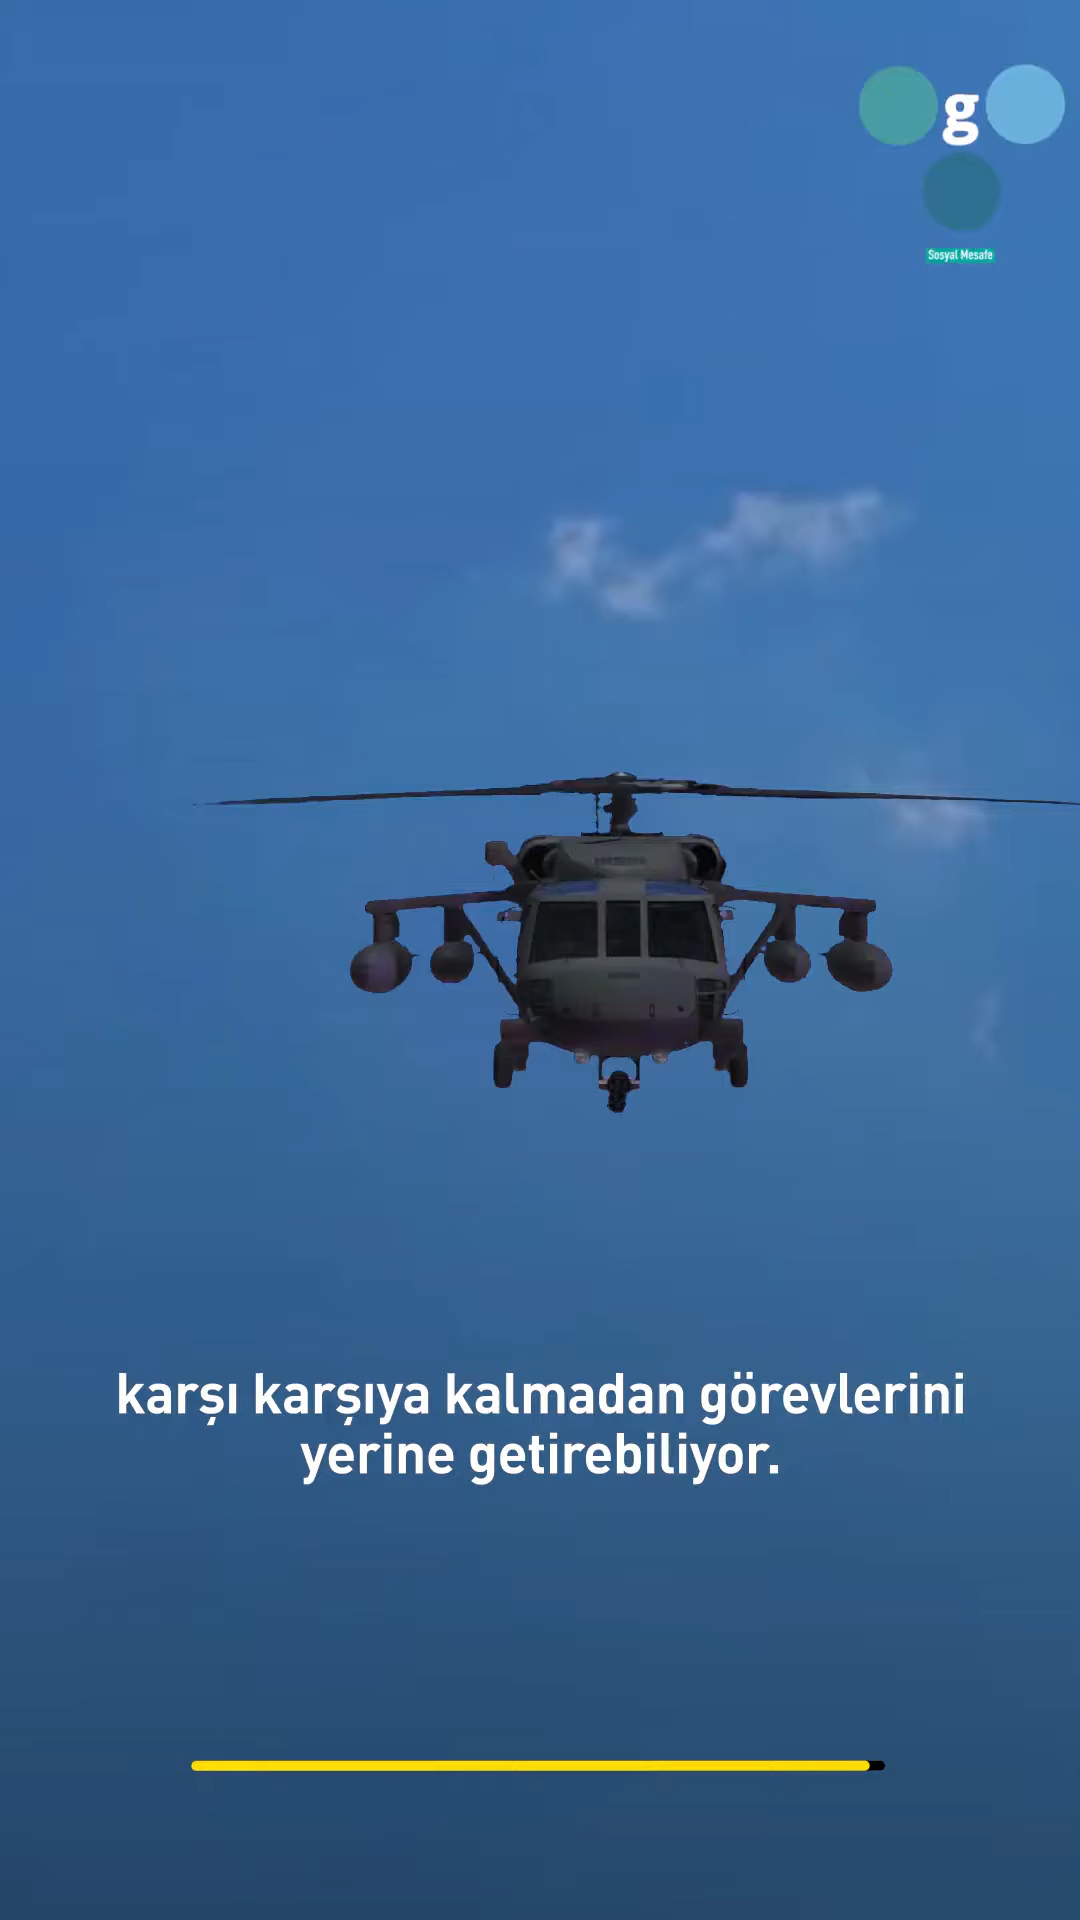 g
Sosyal Mesafe
karşı karşıya kalmadan görevlerini
yerine getirebiliyor.